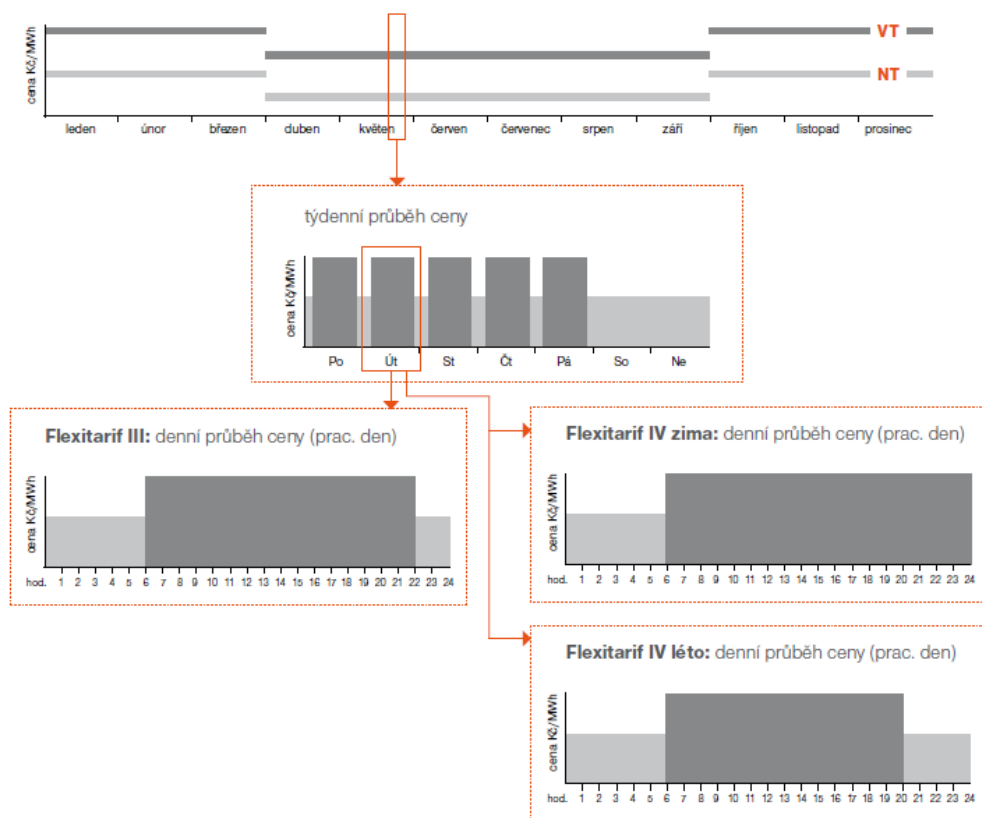 cena Kč/MWh
VT
NT
leden únor březen duben květen červen červenec srpen září říjen listopad prosinec
týdenní průběh ceny
cena Kč/MWh
Po Út St Čt Pá So Ne
Flexitarif III: denní průběh ceny (prac. den)
cena Kč/MWh
hod. 1 2 3 4 5 6 7 8 9 10 11 12 13 14 15 16 17 18 19 20 21 22 23 24
Flexitarif IV zima: denní průběh ceny (prac. den)
cena Kč/MWh
hod. 1 2 3 4 5 6 7 8 9 10 11 12 13 14 15 16 17 18 19 20 21 22 23 24
Flexitarif IV léto: denní průběh ceny (prac. den)
cena Kč/MWh
hod. 1 2 3 4 5 6 7 8 9 10 11 12 13 14 15 16 17 18 19 20 21 22 23 24